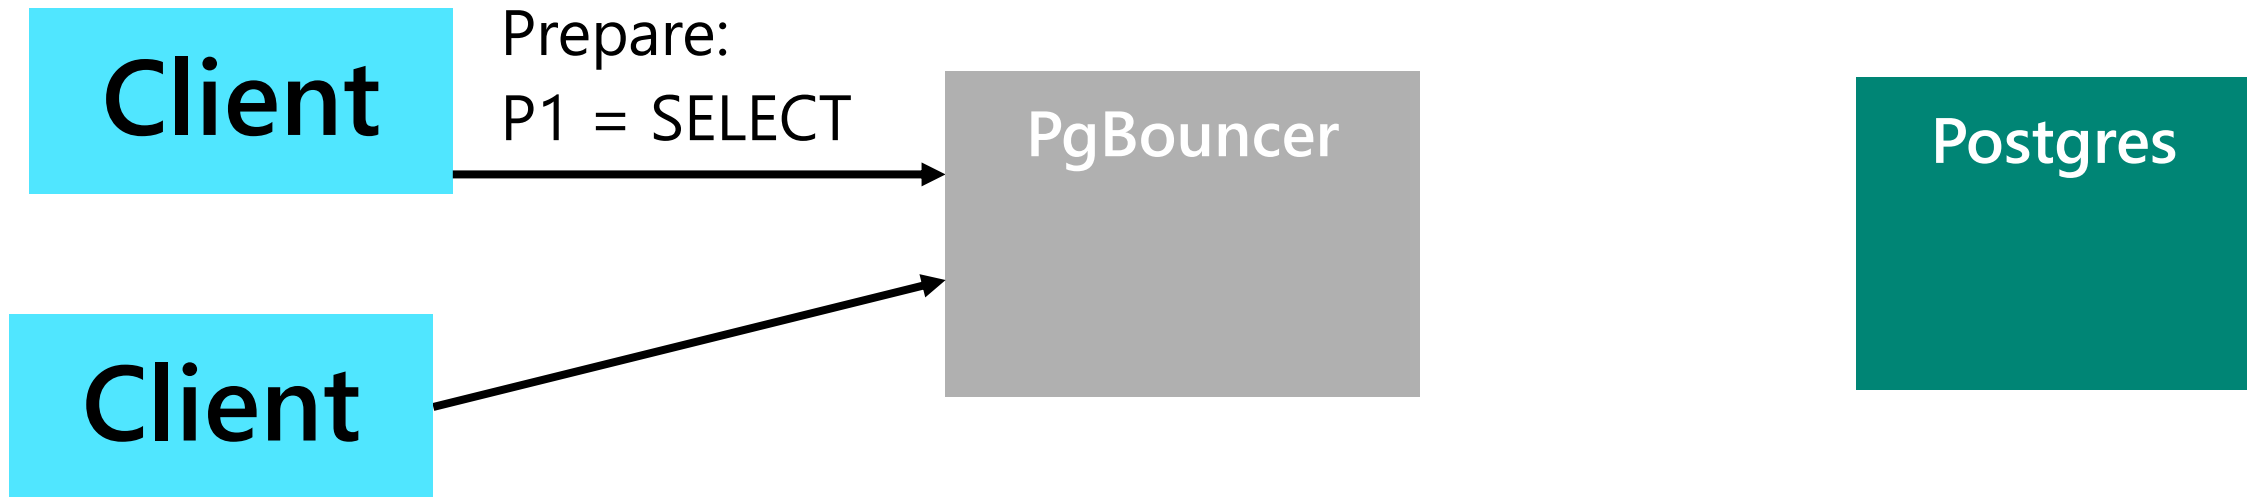 Client
Prepare:
P1 = SELECT
PgBouncer
Postgres
Client